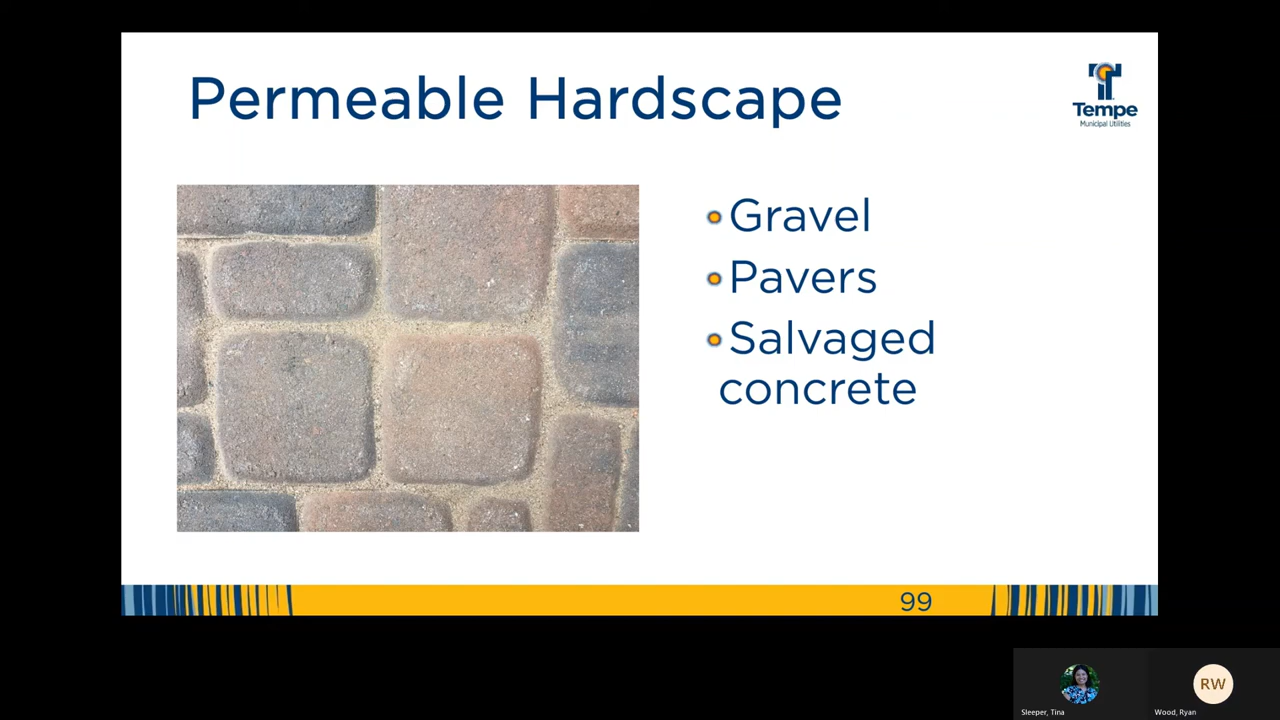 Permeable Hardscape
Tempe
Municipal Utilities
Gravel
Pavers
Salvaged
concrete
99
RW
Sleeper, Tina
Wood, Ryan